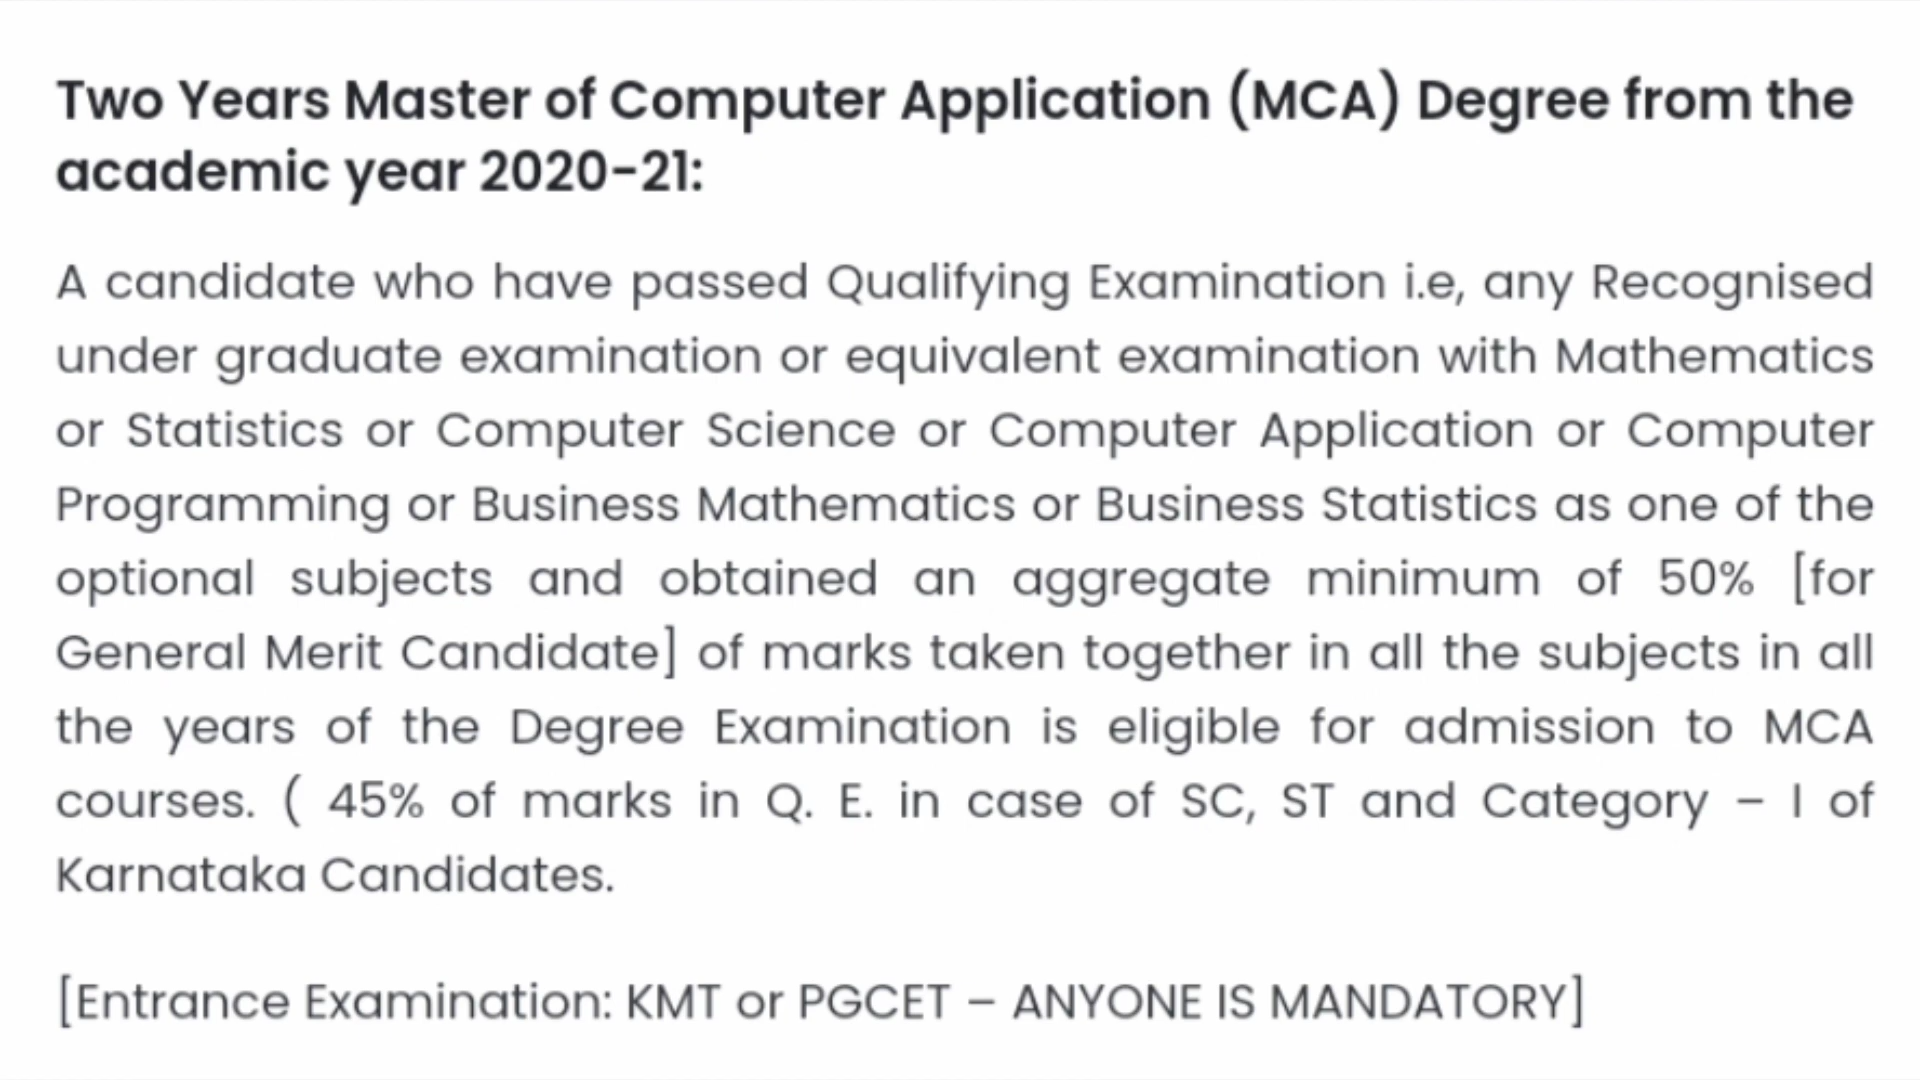 Two Years Master of Computer Application (MCA) Degree from the
academic year 2020-21:
A candidate who have passed Qualifying Examination i.e, any Recognised
under graduate examination or equivalent examination with Mathematics
or Statistics or Computer Science or Computer Application or Computer
Programming or Business Mathematics or Business Statistics as one of the
optional subjects and obtained an aggregate minimum of 50% [for
General Merit Candidate] of marks taken together in all the subjects in all
the years of the Degree Examination is eligible for admission to MCA
courses. ( 45% of marks in Q. E. in case of SC, ST and Category – I of
Karnataka Candidates.
[Entrance Examination: KMT or PGCET – ANYONE IS MANDATORY]